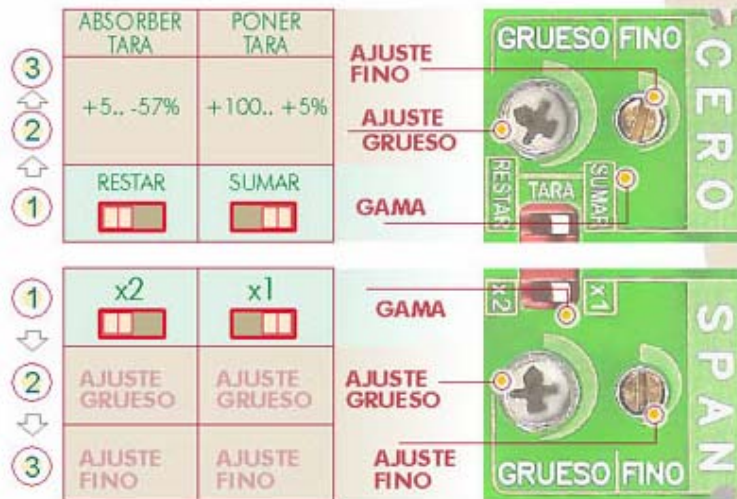 ABSORBER TARA
PONER TARA
3
2
1
+5.. -57%
+100.. +5%
RESTAR
SUMAR
AJUSTE FINO
AJUSTE GRUESO
GAMA
GRUESO
FINO
CERO
RESTAR
TARA
SUMAR
1
2
3
x2
x1
AJUSTE GRUESO
AJUSTE GRUESO
AJUSTE FINO
AJUSTE FINO
GAMA
AJUSTE GRUESO
AJUSTE FINO
x2
x1
SPAN
GRUESO
FINO